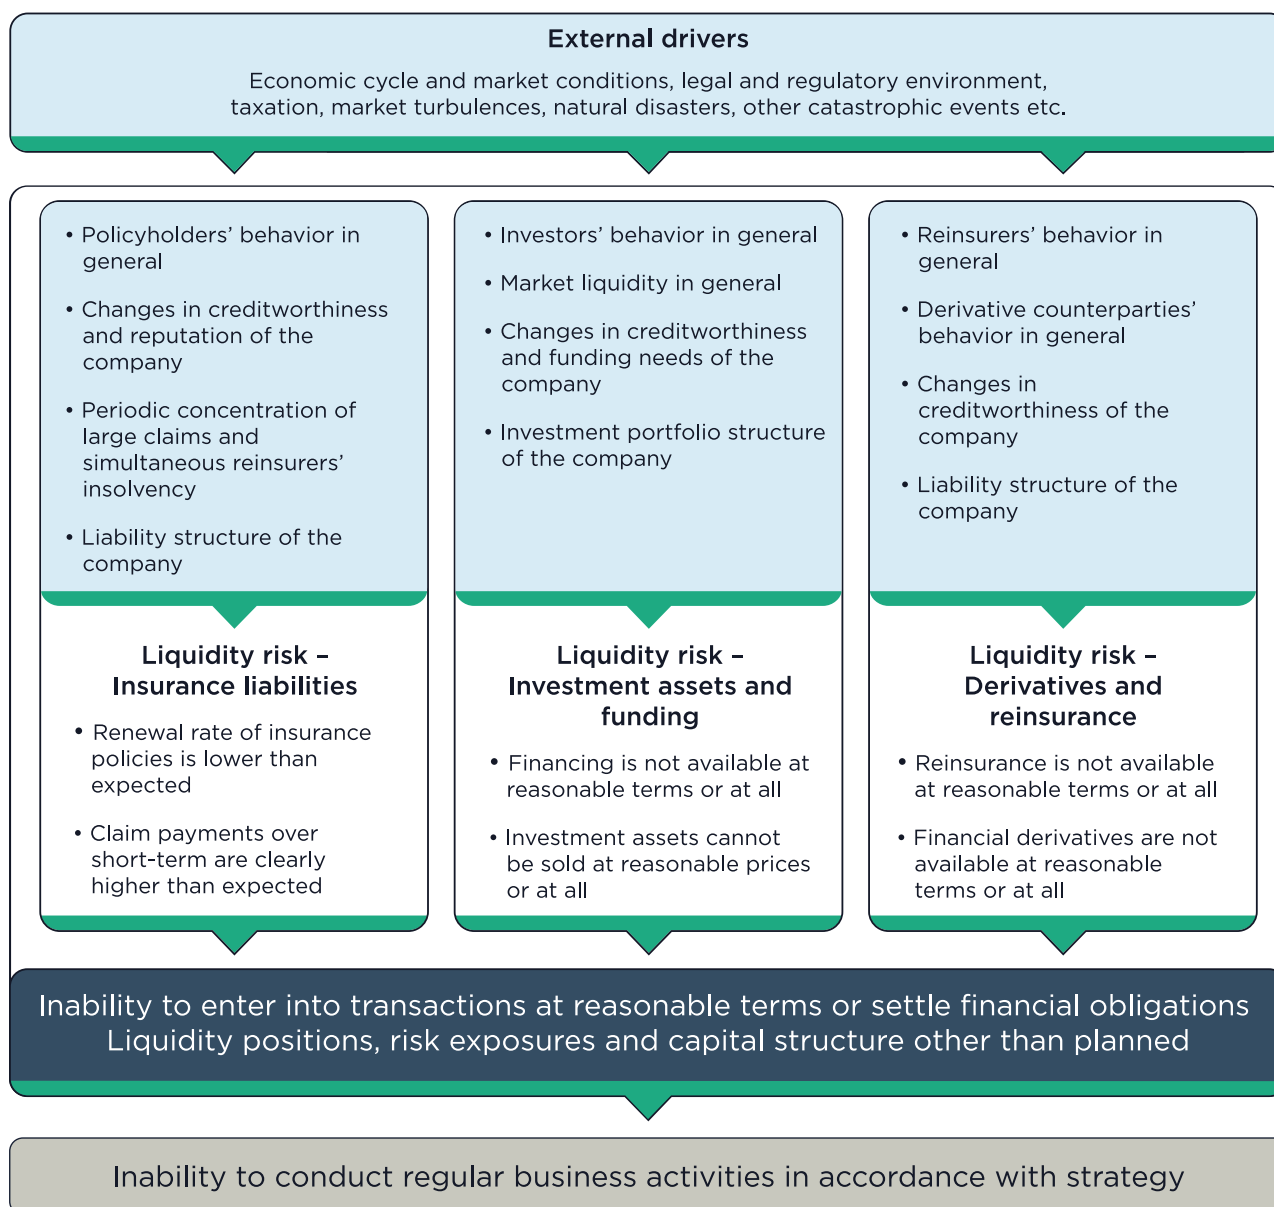 External drivers
Economic cycle and market conditions, legal and regulatory environment,
taxation, market turbulences, natural disasters, other catastrophic events etc.
• Policyholders’ behavior in
general
• Changes in creditworthiness
and reputation of the
company
• Periodic concentration of
large claims and
simultaneous reinsurers’
insolvency
• Liability structure of the
company
• Investors’ behavior in general
• Market liquidity in general
• Changes in creditworthiness
and funding needs of the
company
• Investment portfolio structure
of the company
• Reinsurers’ behavior in
general
• Derivative counterparties’
behavior in general
• Changes in
creditworthiness of the
company
• Liability structure of the
company
Liquidity risk –
Insurance liabilities
• Renewal rate of insurance
policies is lower than
expected
• Claim payments over
short-term are clearly
higher than expected
Liquidity risk –
Investment assets and
funding
• Financing is not available at
reasonable terms or at all
• Investment assets cannot
be sold at reasonable prices
or at all
Liquidity risk –
Derivatives and
reinsurance
• Reinsurance is not available
at reasonable terms or at all
• Financial derivatives are not
available at reasonable
terms or at all
Inability to enter into transactions at reasonable terms or settle financial obligations
Liquidity positions, risk exposures and capital structure other than planned
Inability to conduct regular business activities in accordance with strategy